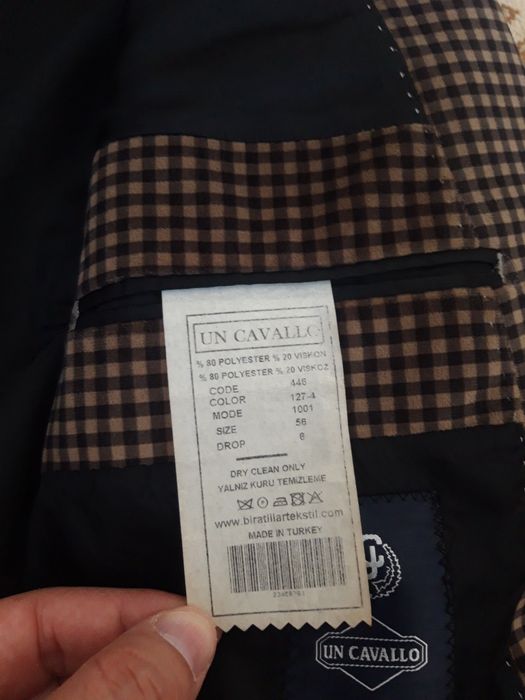 UN CAVALLO
% 80 POLYESTER % 20 VISKON
% 80 POLYESTER % 20 VISKOZ
CODE 446
COLOR 127-4
MODE 1001
SIZE 56
DROP 6
DRY CLEAN ONLY
YALNIZ KURU TEMIZLEME
www.biratlilartekstil.com
MADE IN TURKEY
UN CAVALLO